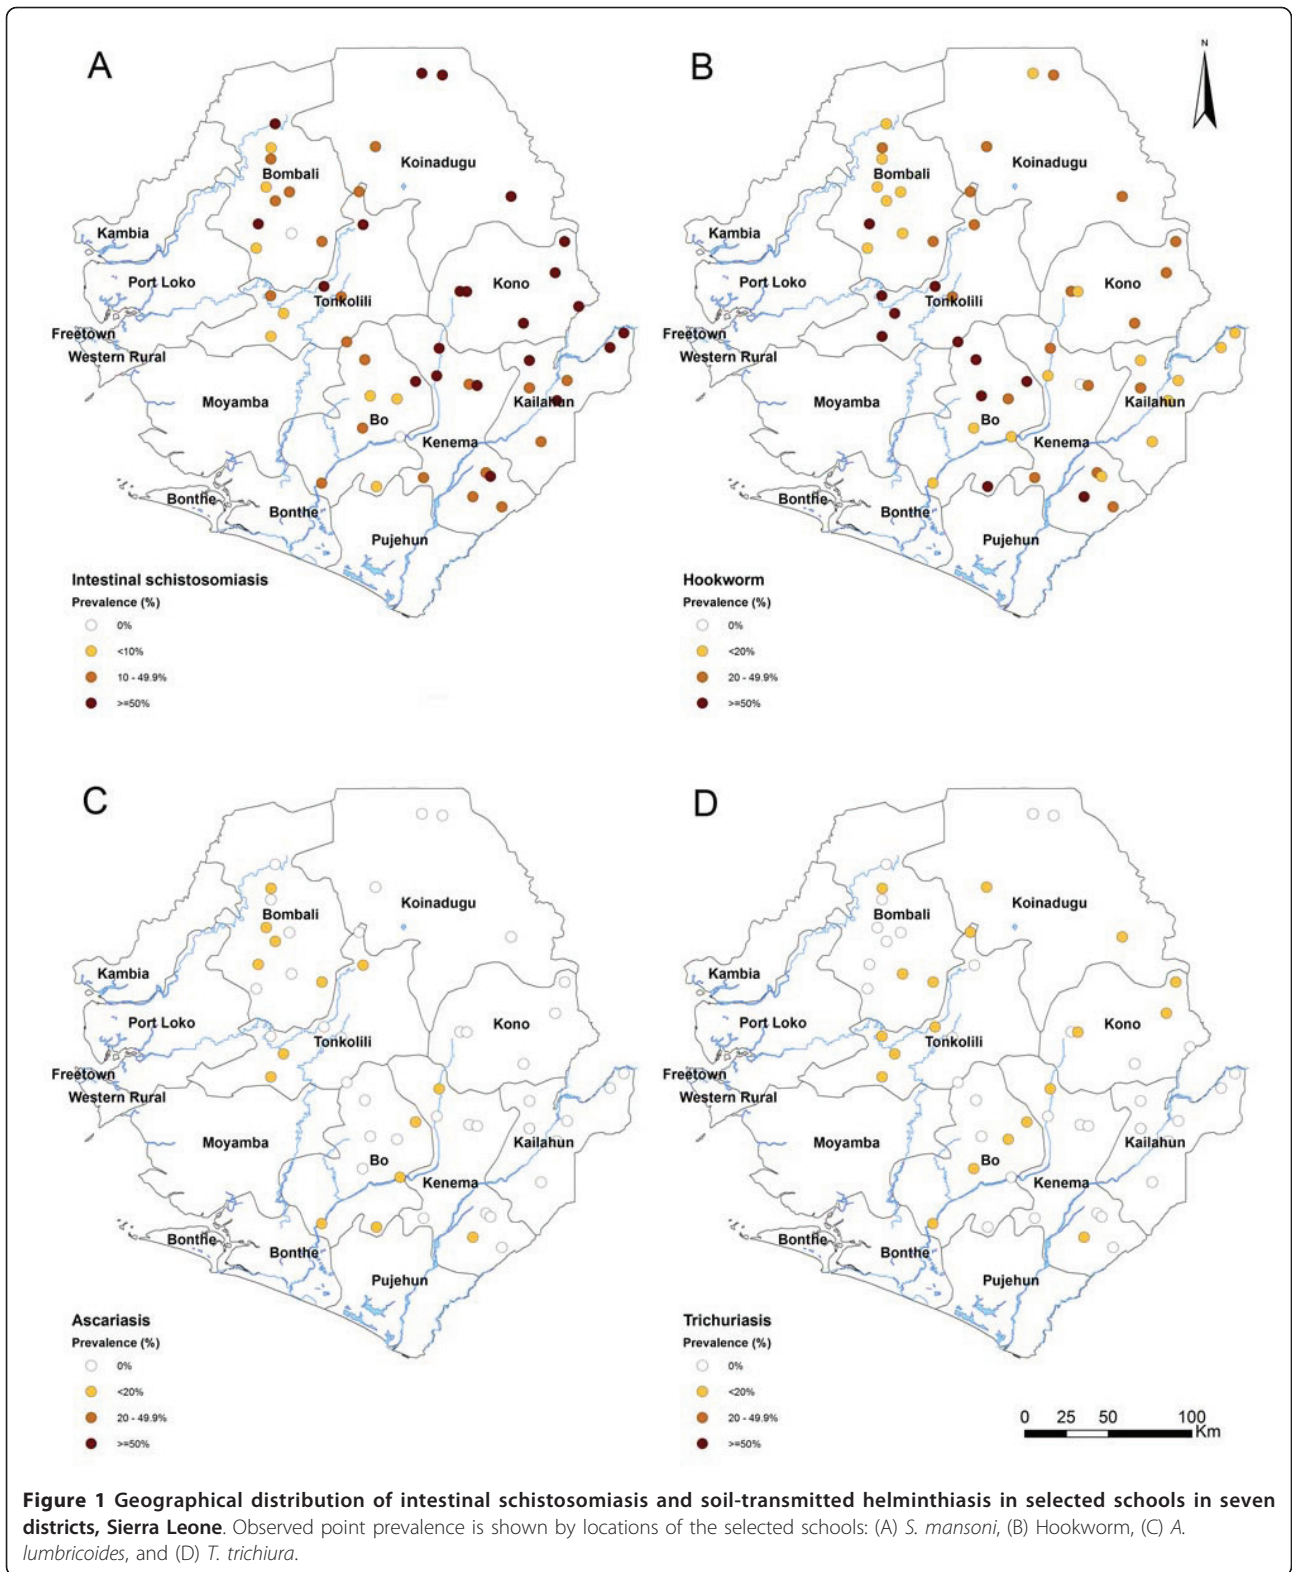 A
Koinadugu
Bombali
Kambia
Port Loko
Kono
Tonkolili
Freetown
Western Rural
Moyamba
Kailahun
Bo
Kenema
Bonthe
Bonthe
Pujehun
Intestinal schistosomiasis
Prevalence (%)
0%
<10%
10 - 49.9%
>=50%
B
N
Koinadugu
Bombali
Kambia
Port Loko
Kono
Tonkolili
Freetown
Western Rural
Moyamba
Kailahun
Bo
Kenema
Bonthe
Bonthe
Pujehun
Hookworm
Prevalence (%)
0%
<20%
20 - 49.9%
>=50%
C
Koinadugu
Bombali
Kambia
Port Loko
Kono
Tonkolili
Freetown
Western Rural
Moyamba
Kailahun
Bo
Kenema
Bonthe
Bonthe
Pujehun
Ascariasis
Prevalence (%)
0%
<20%
20 - 49.9%
>=50%
D
Koinadugu
Bombali
Kambia
Port Loko
Kono
Tonkolili
Freetown
Western Rural
Moyamba
Kailahun
Bo
Kenema
Bonthe
Bonthe
Pujehun
Trichuriasis
Prevalence (%)
0%
<20%
20 - 49.9%
>=50%
0 25 50 100
Km
Figure 1 Geographical distribution of intestinal schistosomiasis and soil-transmitted helminthiasis in selected schools in seven
districts, Sierra Leone. Observed point prevalence is shown by locations of the selected schools: (A) S. mansoni, (B) Hookworm, (C) A.
lumbricoides, and (D) T. trichiura.